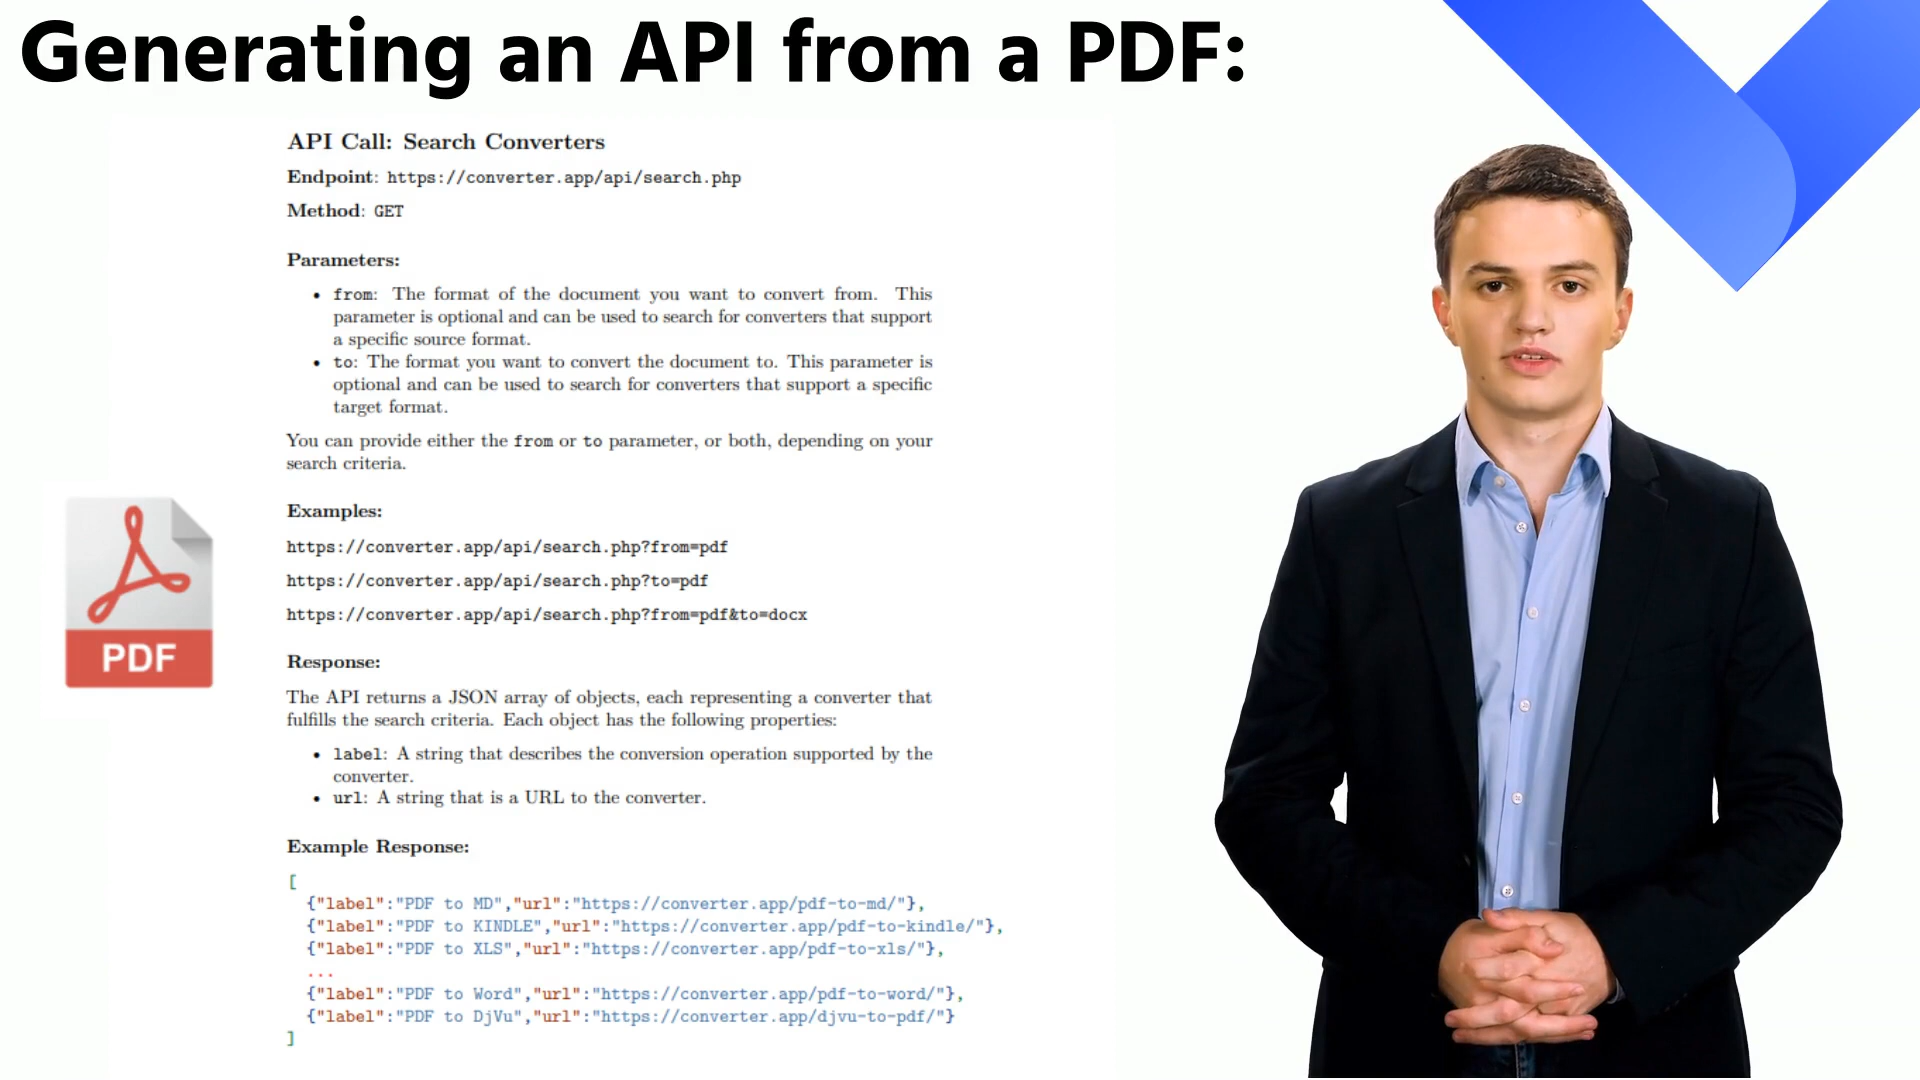 Generating an API from a PDF:
API Call: Search Converters
Endpoint: https://converter.app/api/search.php
Method: GET
Parameters:
• from: The format of the document you want to convert from. This
parameter is optional and can be used to search for converters that support
a specific source format.
• to: The format you want to convert the document to. This parameter is
optional and can be used to search for converters that support a specific
target format.
You can provide either the from or to parameter, or both, depending on your
search criteria.
Examples:
https://converter.app/api/search.php?from=pdf
https://converter.app/api/search.php?to=pdf
https://converter.app/api/search.php?from=pdf&to=docx
PDF
Response:
The API returns a JSON array of objects, each representing a converter that
fulfills the search criteria. Each object has the following properties:
• label: A string that describes the conversion operation supported by the
converter.
• url: A string that is a URL to the converter.
Example Response:
[
{"label":"PDF to MD","url":"https://converter.app/pdf-to-md/"},
{"label":"PDF to KINDLE","url":"https://converter.app/pdf-to-kindle/"},
{"label":"PDF to XLS","url":"https://converter.app/pdf-to-xls/"},
...
{"label":"PDF to Word","url":"https://converter.app/pdf-to-word/"},
{"label":"PDF to DjVu","url":"https://converter.app/djvu-to-pdf/"}
]